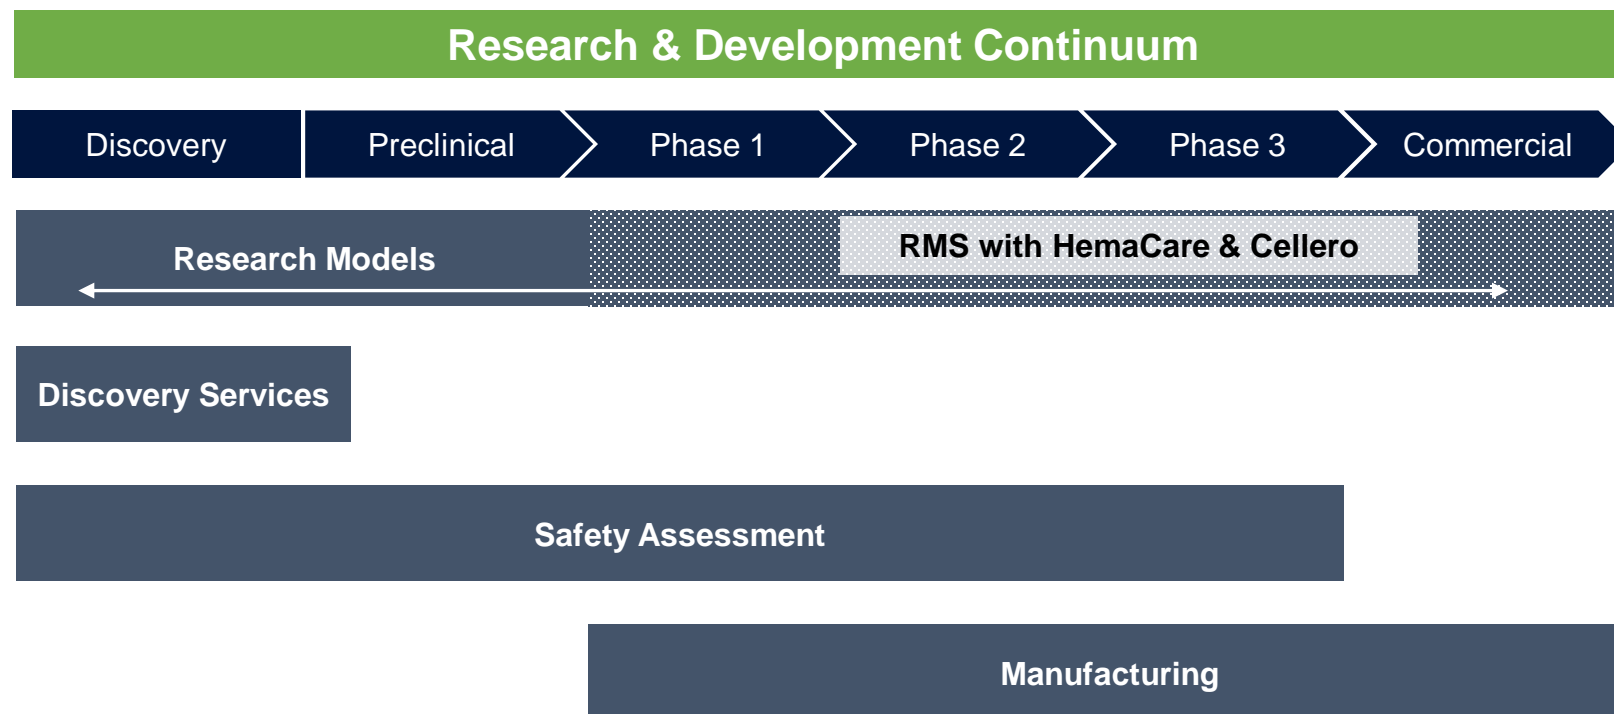 Research & Development Continuum
Discovery
Preclinical
Phase 1
Phase 2
Phase 3
Commercial
Research Models
RMS with HemaCare & Cellero
Discovery Services
Safety Assessment
Manufacturing